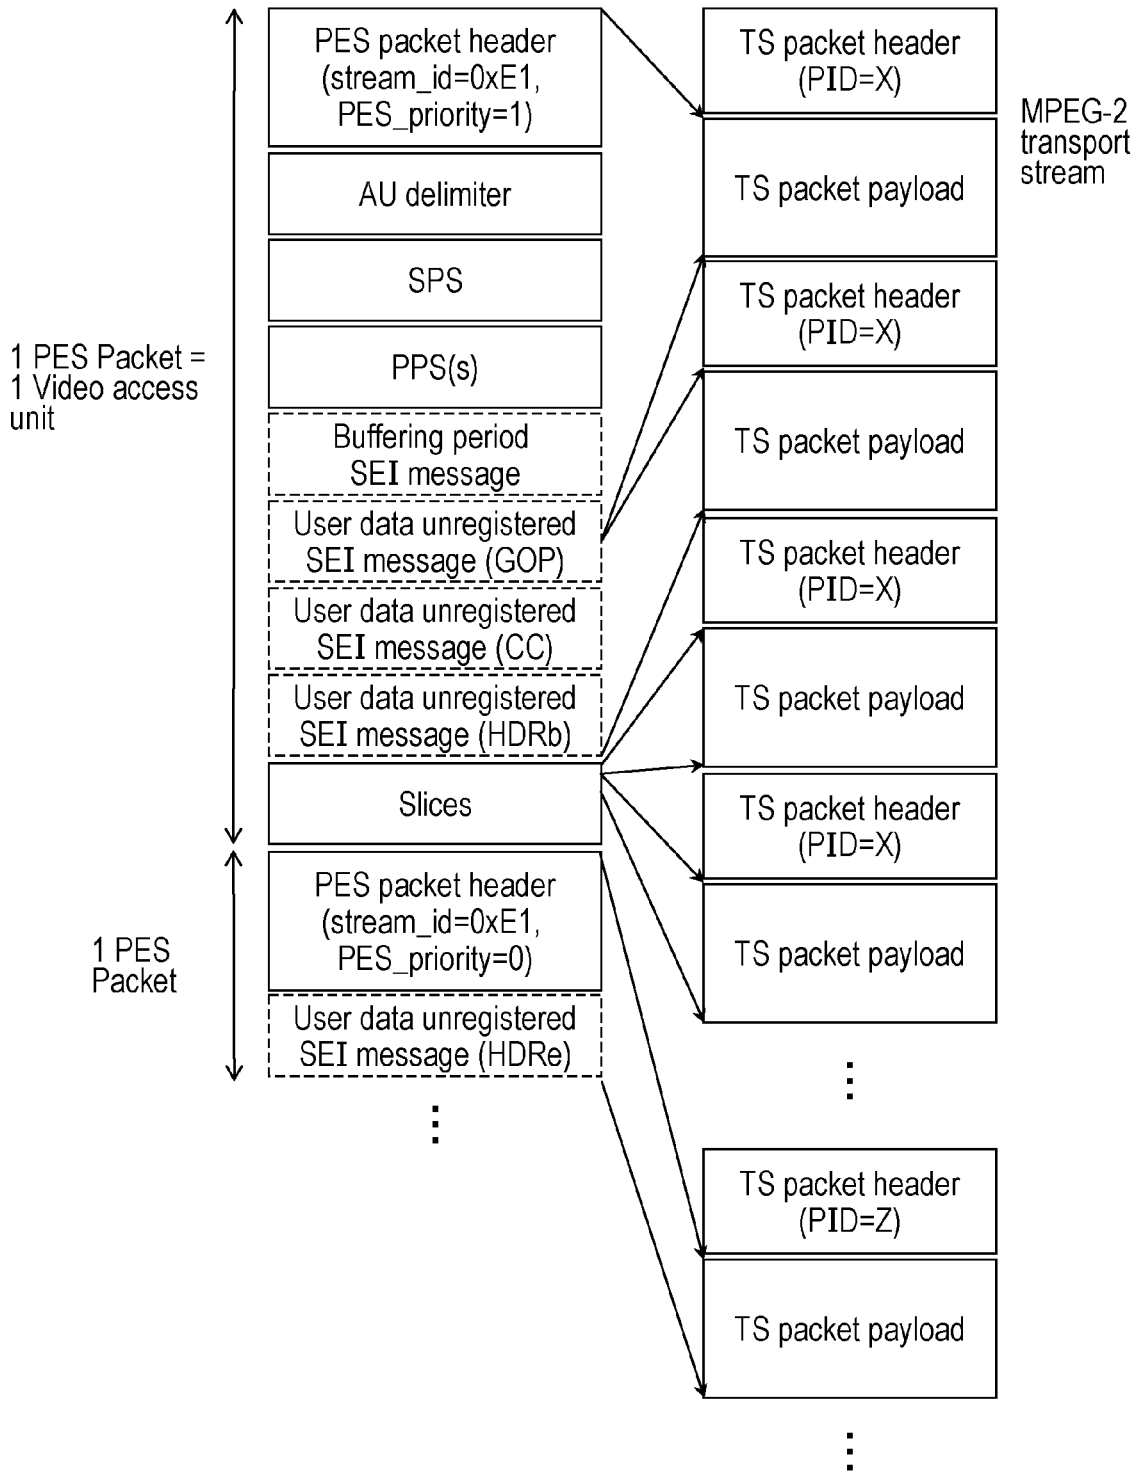 1 PES Packet =
1 Video access
unit
PES packet header
(stream_id=0xE1,
PES_priority=1)
AU delimiter
SPS
PPS(s)
Buffering period
SEI message
User data unregistered
SEI message (GOP)
User data unregistered
SEI message (CC)
User data unregistered
SEI message (HDRb)
Slices
1 PES
Packet
PES packet header
(stream_id=0xE1,
PES_priority=0)
User data unregistered
SEI message (HDRe)
TS packet header
(PID=X)
TS packet payload
TS packet header
(PID=X)
TS packet payload
TS packet header
(PID=X)
TS packet payload
TS packet header
(PID=X)
TS packet payload
TS packet header
(PID=Z)
TS packet payload
MPEG-2
transport
stream